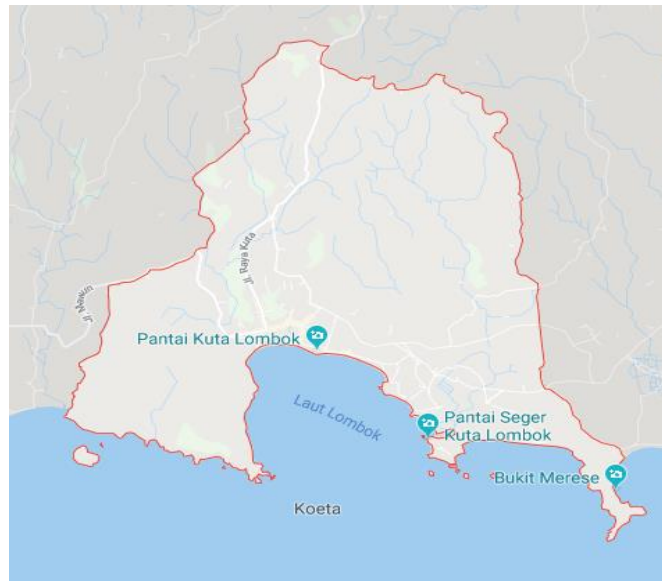 Jl. Raya Kuta
Jl. Mawun
Pantai Kuta Lombok
Laut Lombok
Pantai Seger
Kuta Lombok
Bukit Merese
Koeta